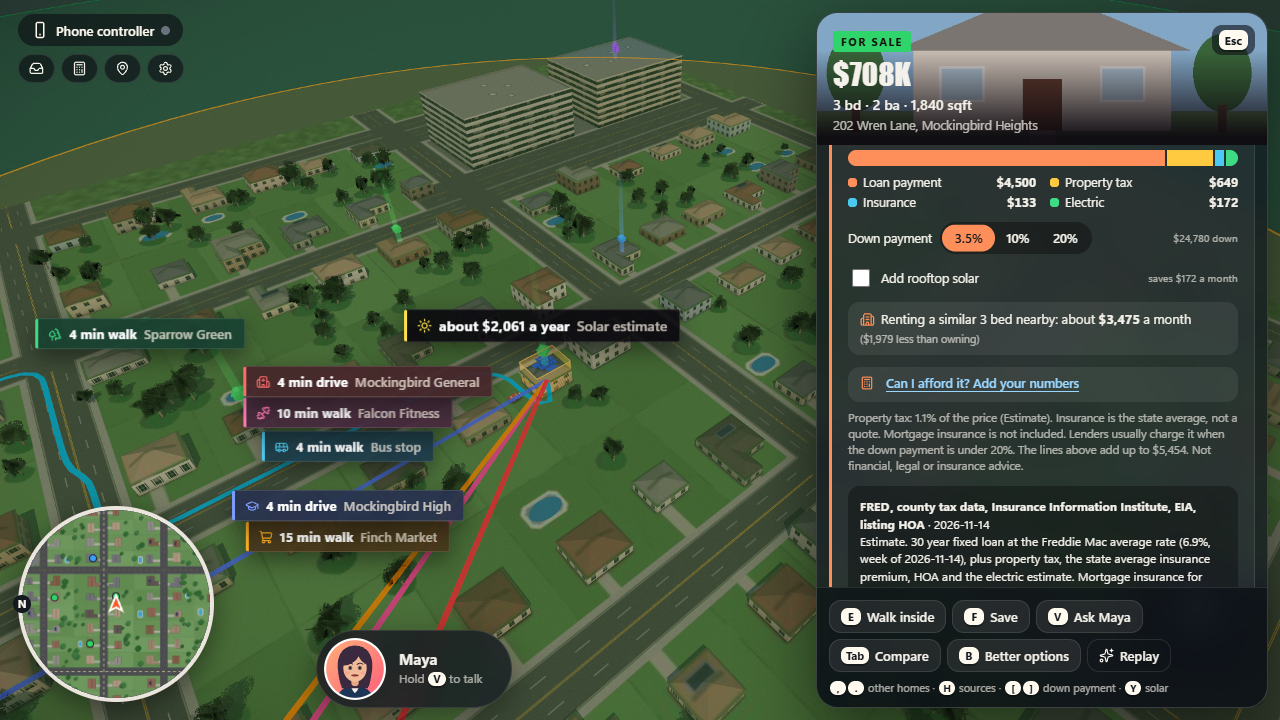 Phone controller
FOR SALE
Esc
$708K
3 bd · 2 ba · 1,840 sqft
202 Wren Lane, Mockingbird Heights
Loan payment $4,500 Property tax $649
Insurance $133 Electric $172
Down payment 3.5% 10% 20% $24,780 down
Add rooftop solar saves $172 a month
Renting a similar 3 bed nearby: about $3,475 a month
($1,979 less than owning)
Can I afford it? Add your numbers
Property tax: 1.1% of the price (Estimate). Insurance is the state average, not a
quote. Mortgage insurance is not included. Lenders usually charge it when
the down payment is under 20%. The lines above add up to $5,454. Not
financial, legal or insurance advice.
FRED, county tax data, Insurance Information Institute, EIA,
listing HOA · 2026-11-14
Estimate. 30 year fixed loan at the Freddie Mac average rate (6.9%,
week of 2026-11-14), plus property tax, the state average insurance
premium, HOA and the electric estimate. Mortgage insurance for
E Walk inside F Save V Ask Maya
Tab Compare B Better options Replay
, . other homes · H sources · [ ] down payment · Y solar
4 min walk Sparrow Green
about $2,061 a year Solar estimate
4 min drive Mockingbird General
10 min walk Falcon Fitness
4 min walk Bus stop
4 min drive Mockingbird High
15 min walk Finch Market
N
Maya
Hold V to talk